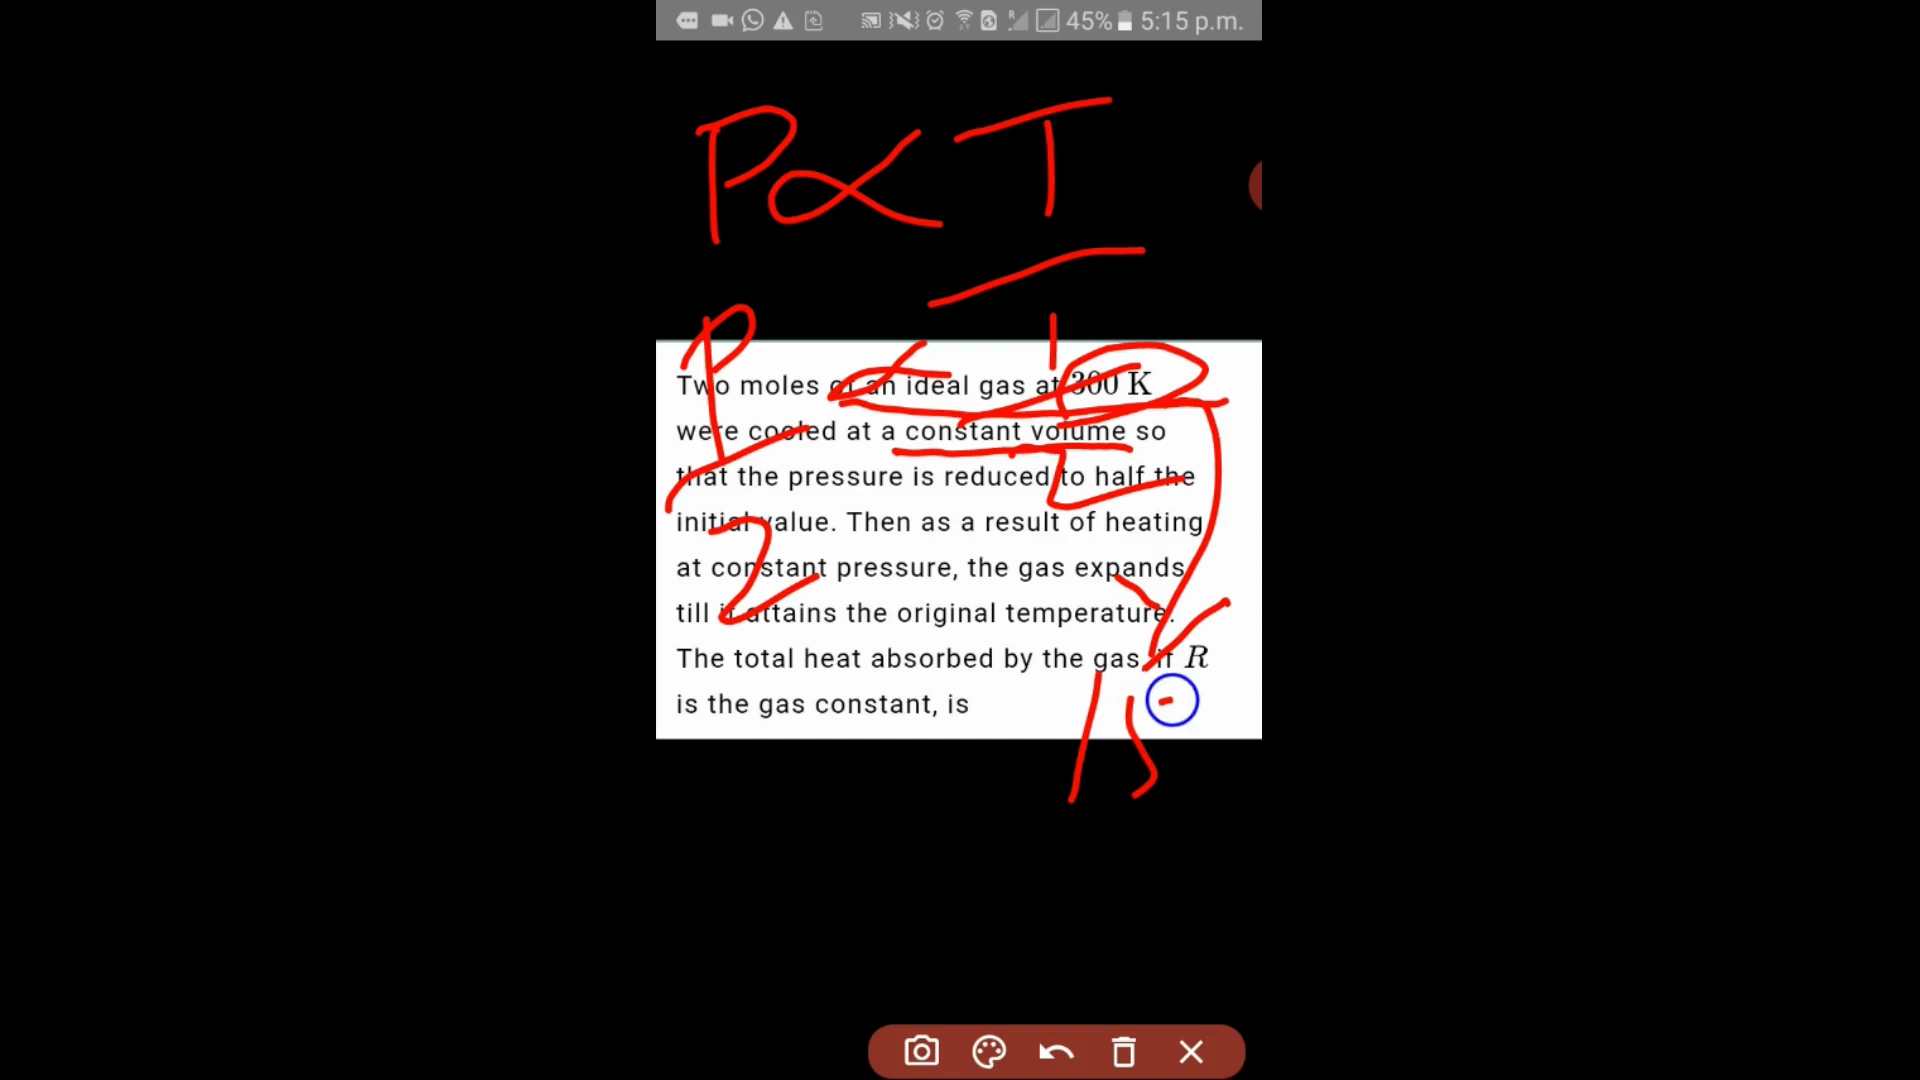 45% 5:15 p.m.
P∝T
P ∝ T
2 2
Two moles of an ideal gas at 300 K
were cooled at a constant volume so
that the pressure is reduced to half the
initial value. Then as a result of heating
at constant pressure, the gas expands
till it attains the original temperature.
The total heat absorbed by the gas, if R
is the gas constant, is
15